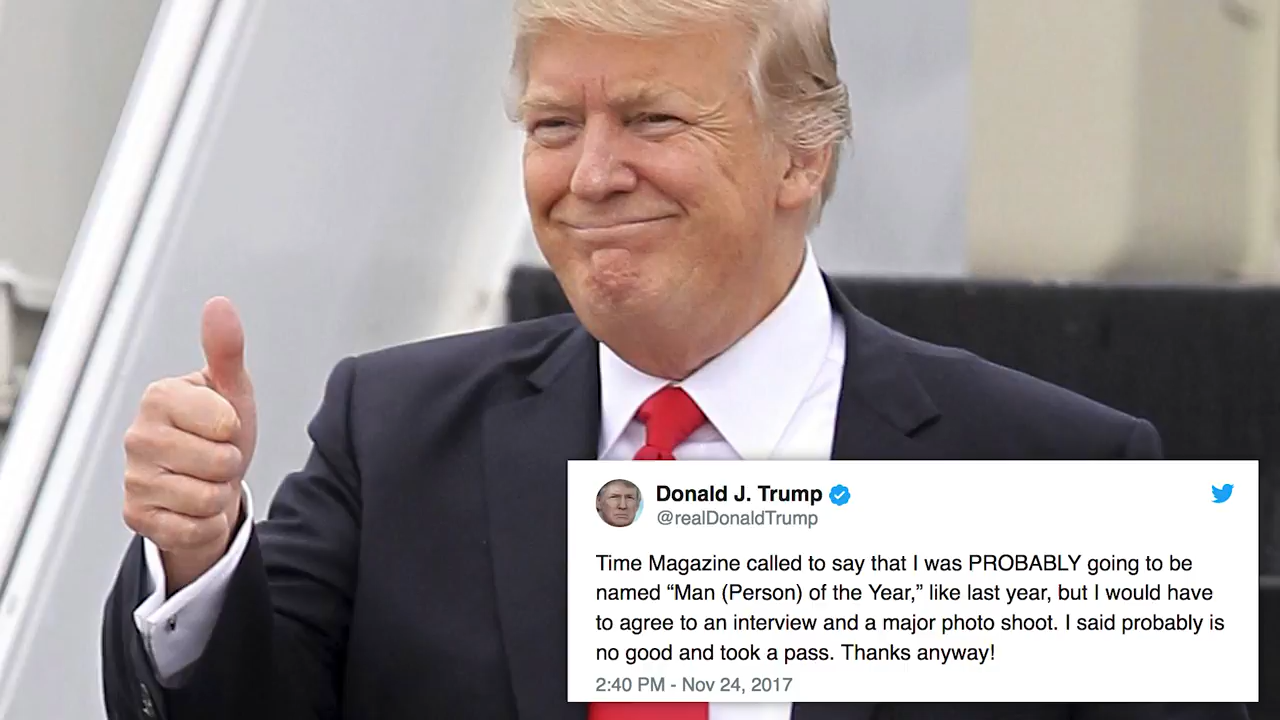 Donald J. Trump
@realDonaldTrump
Time Magazine called to say that I was PROBABLY going to be
named “Man (Person) of the Year,” like last year, but I would have
to agree to an interview and a major photo shoot. I said probably is
no good and took a pass. Thanks anyway!
2:40 PM - Nov 24, 2017